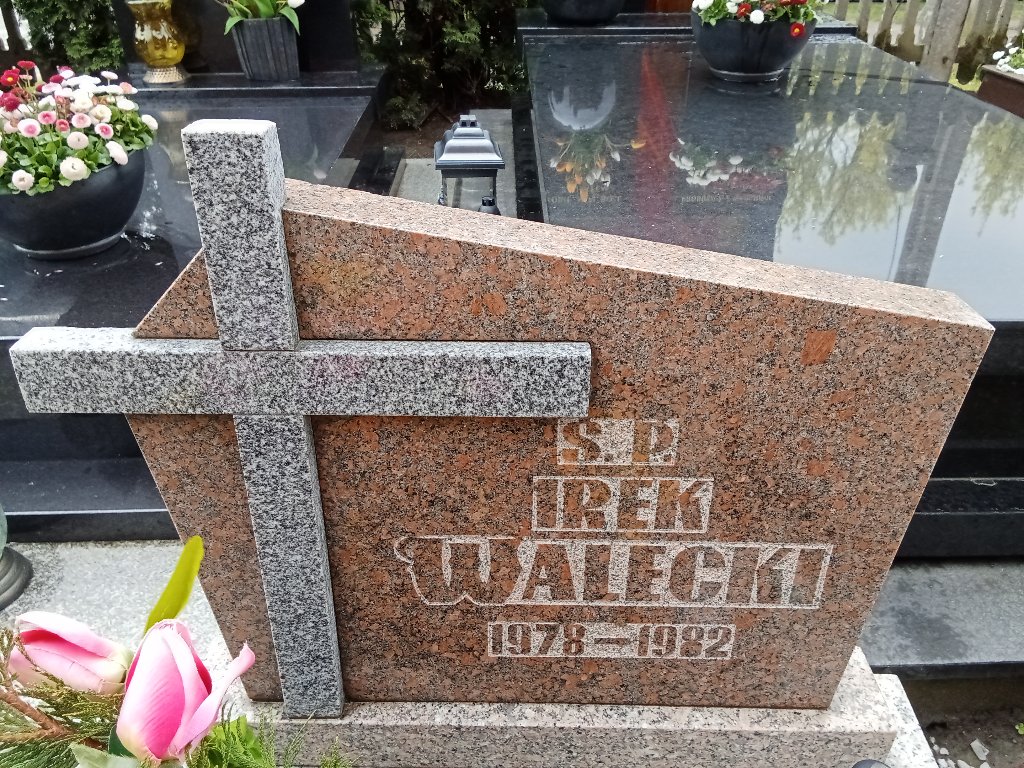 S. P.
IREK
WALECKI
1978-1982